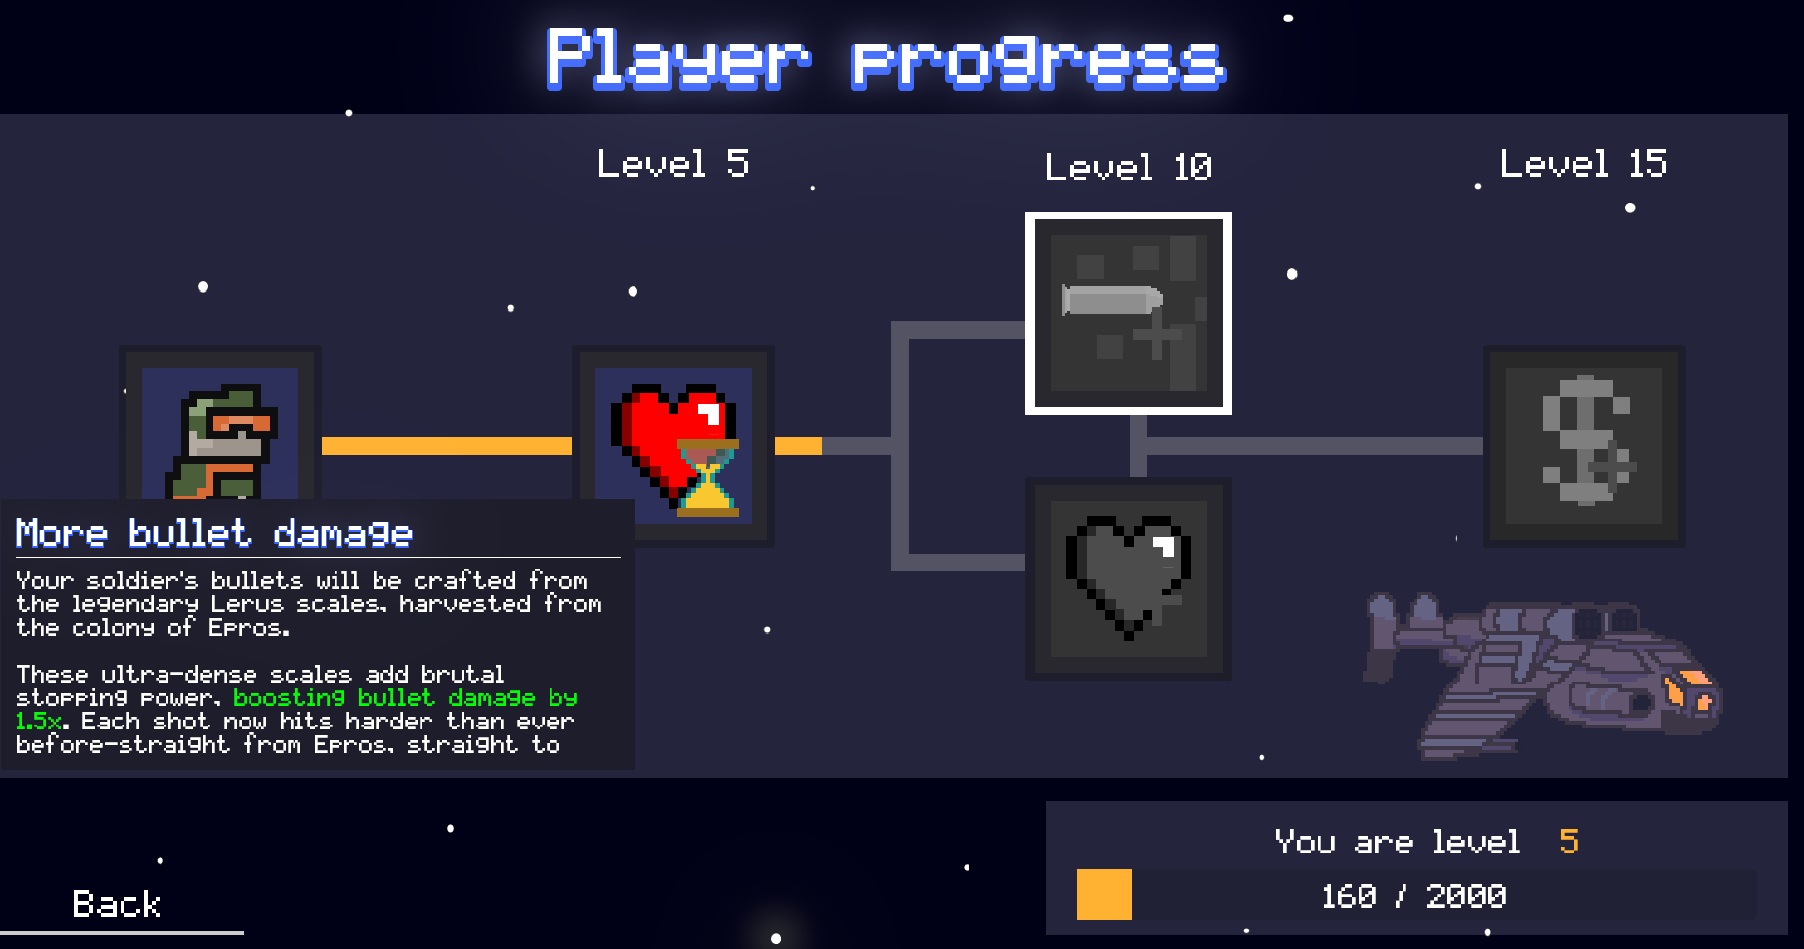 Player progress
Level 5
Level 10
Level 15
More bullet damage
Your soldier's bullets will be crafted from
the legendary Lerus scales, harvested from
the colony of Epros.
These ultra-dense scales add brutal
stopping power, boosting bullet damage by
1.5x. Each shot now hits harder than ever
before-straight from Epros, straight to
You are level 5
160 / 2000
Back